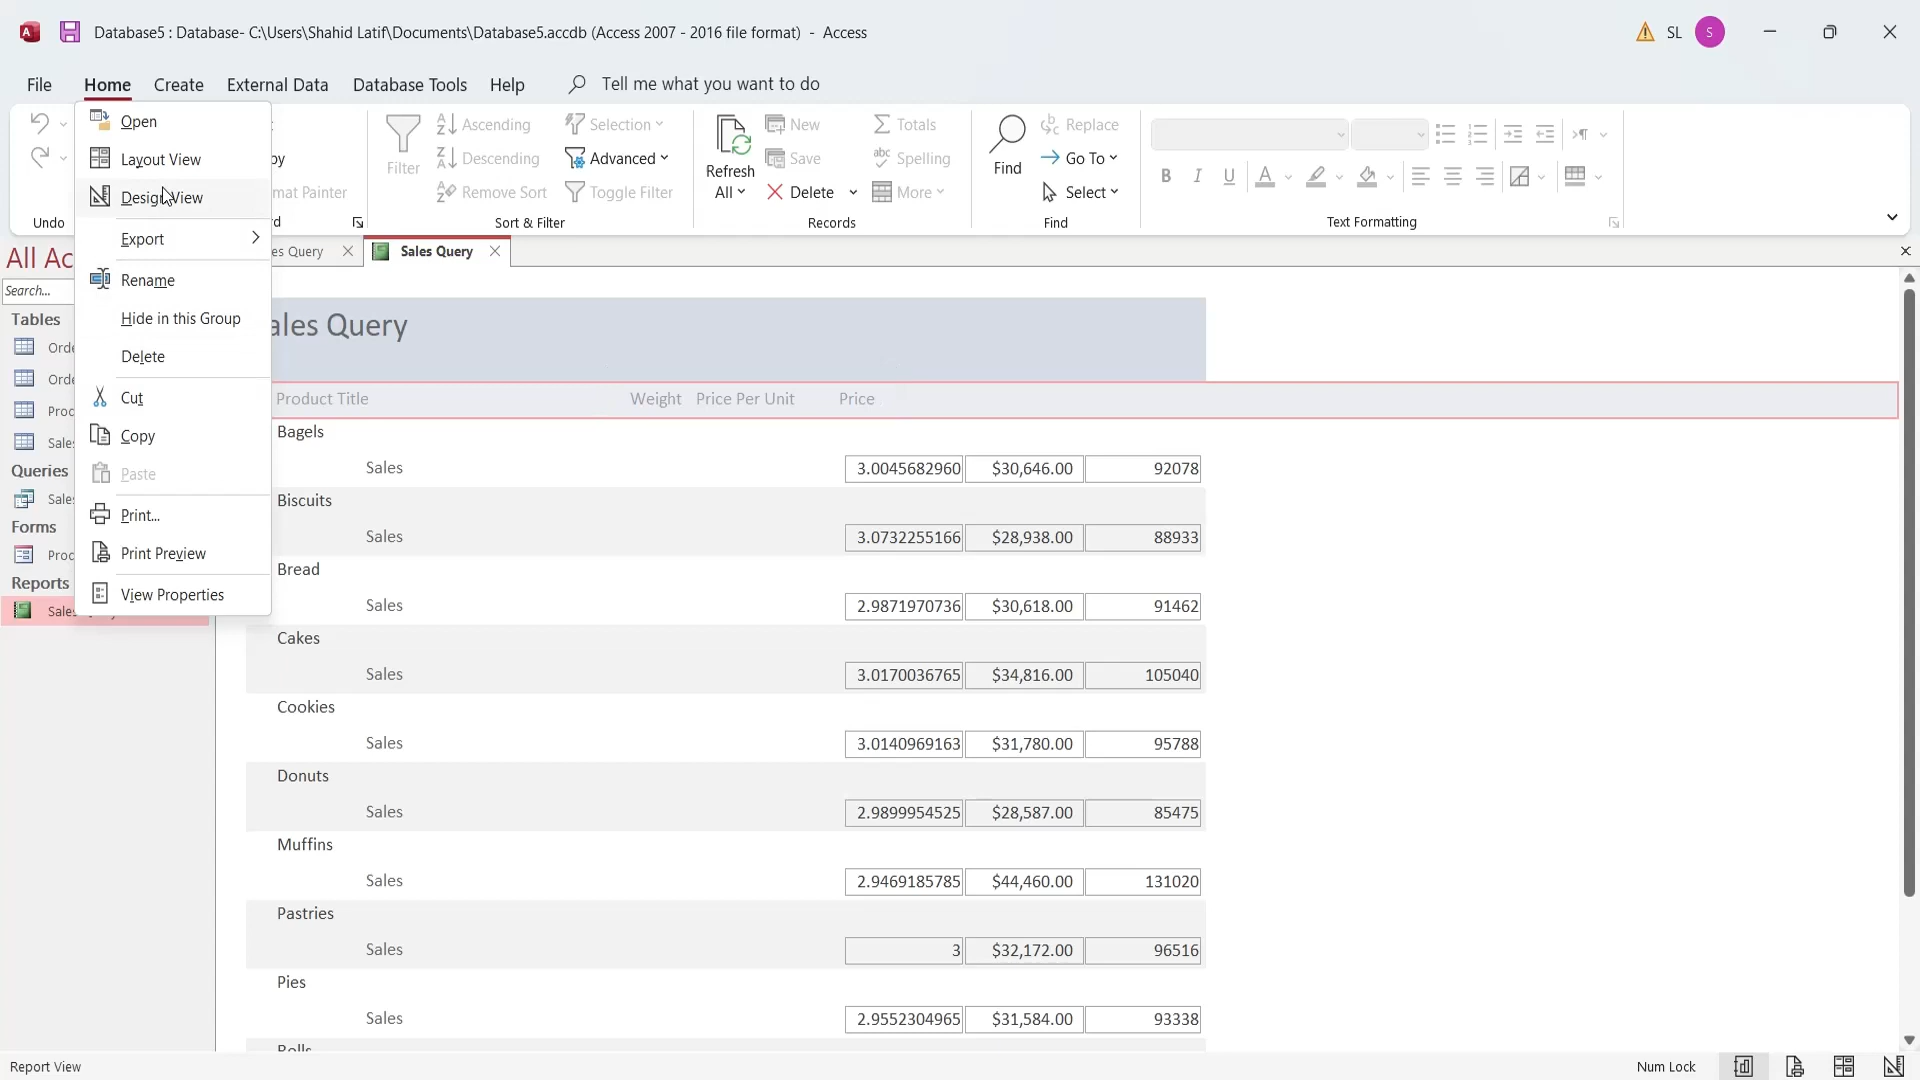 Database5 : Database- C:\Users\Shahid Latif\Documents\Database5.accdb (Access 2007 - 2016 file format) - Access
SL
S
File Home Create External Data Database Tools Help Tell me what you want to do
Open
Layout View
Design View
Export
Rename
Hide in this Group
Delete
Cut
Copy
Paste
Print...
Print Preview
View Properties
Undo
Filter
Ascending
Descending
Remove Sort
Selection
Advanced
Toggle Filter
Sort & Filter
Refresh
All
New
Save
Delete
Totals
Spelling
More
Records
Find
Replace
Go To
Select
Find
B I U A
Text Formatting
All Ac
Search...
Tables
Queries
Forms
Reports
Query
Sales Query
Query
Product Title Weight Price Per Unit Price
Bagels
Sales 3.0045682960 $30,646.00 92078
Biscuits
Sales 3.0732255166 $28,938.00 88933
Bread
Sales 2.9871970736 $30,618.00 91462
Cakes
Sales 3.0170036765 $34,816.00 105040
Cookies
Sales 3.0140969163 $31,780.00 95788
Donuts
Sales 2.9899954525 $28,587.00 85475
Muffins
Sales 2.9469185785 $44,460.00 131020
Pastries
Sales 3 $32,172.00 96516
Pies
Sales 2.9552304965 $31,584.00 93338
Rolls
Report View
Num Lock